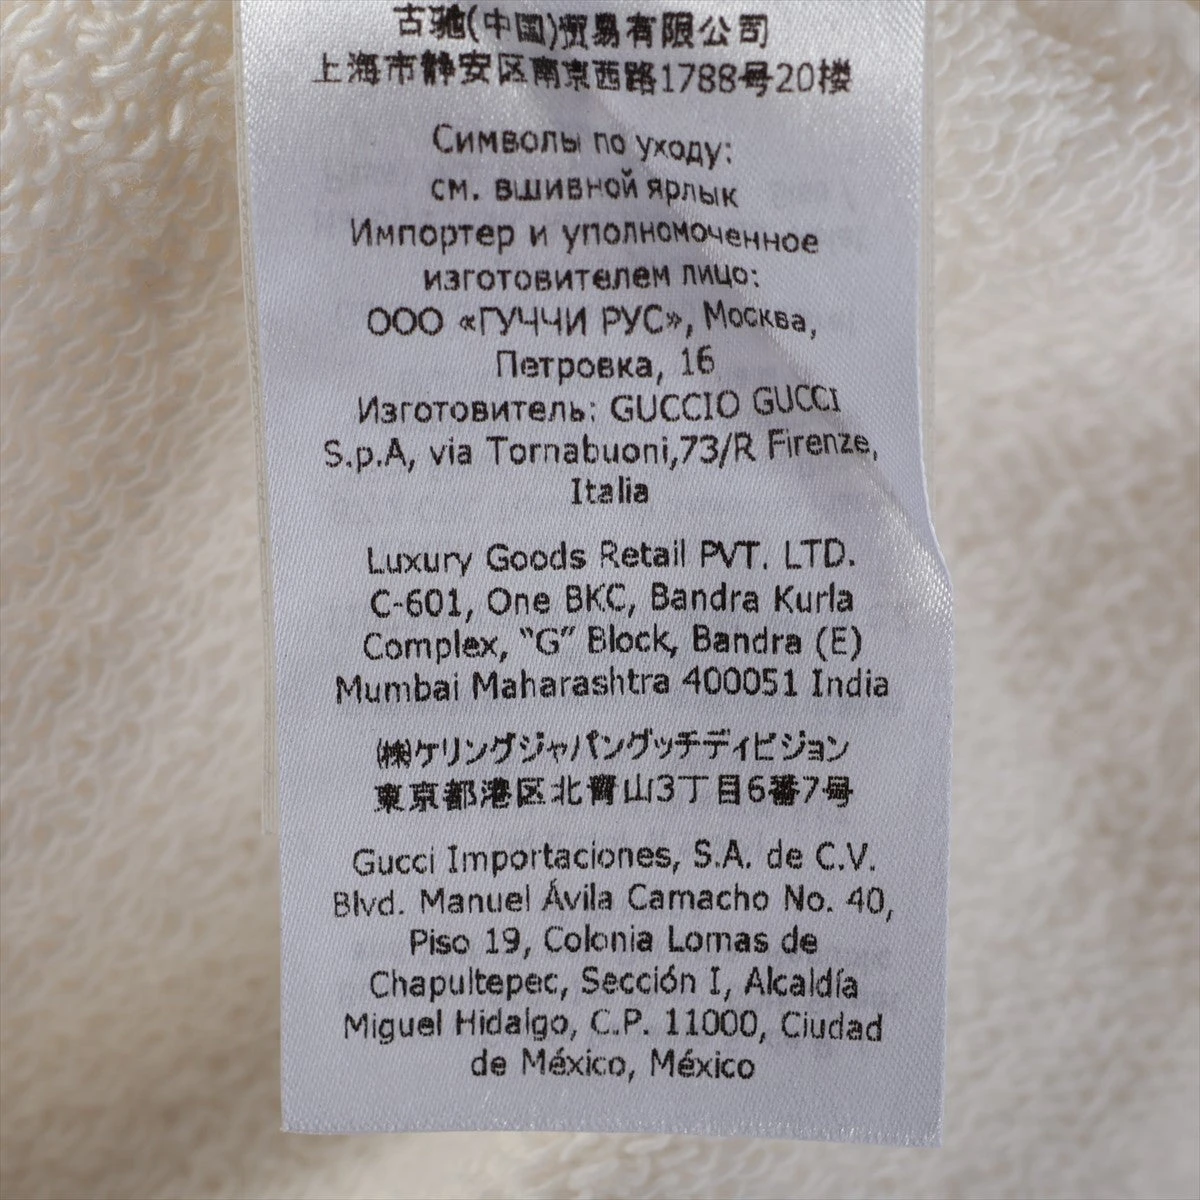 古驰(中国)贸易有限公司
上海市静安区南京西路1788号20楼
Символы по уходу:
см. вшивной ярлык
Импортер и уполномоченное
изготовителем лицо:
ООО «ГУЧЧИ РУС», Москва,
Петровка, 16
Изготовитель: GUCCIO GUCCI
S.p.A, via Tornabuoni,73/R Firenze,
Italia
Luxury Goods Retail PVT. LTD.
C-601, One BKC, Bandra Kurla
Complex, "G" Block, Bandra (E)
Mumbai Maharashtra 400051 India
㈱ケリングジャパングッチディビジョン
東京都港区北青山3丁目6番7号
Gucci Importaciones, S.A. de C.V.
Blvd. Manuel Ávila Camacho No. 40,
Piso 19, Colonia Lomas de
Chapultepec, Sección I, Alcaldía
Miguel Hidalgo, C.P. 11000, Ciudad
de México, México